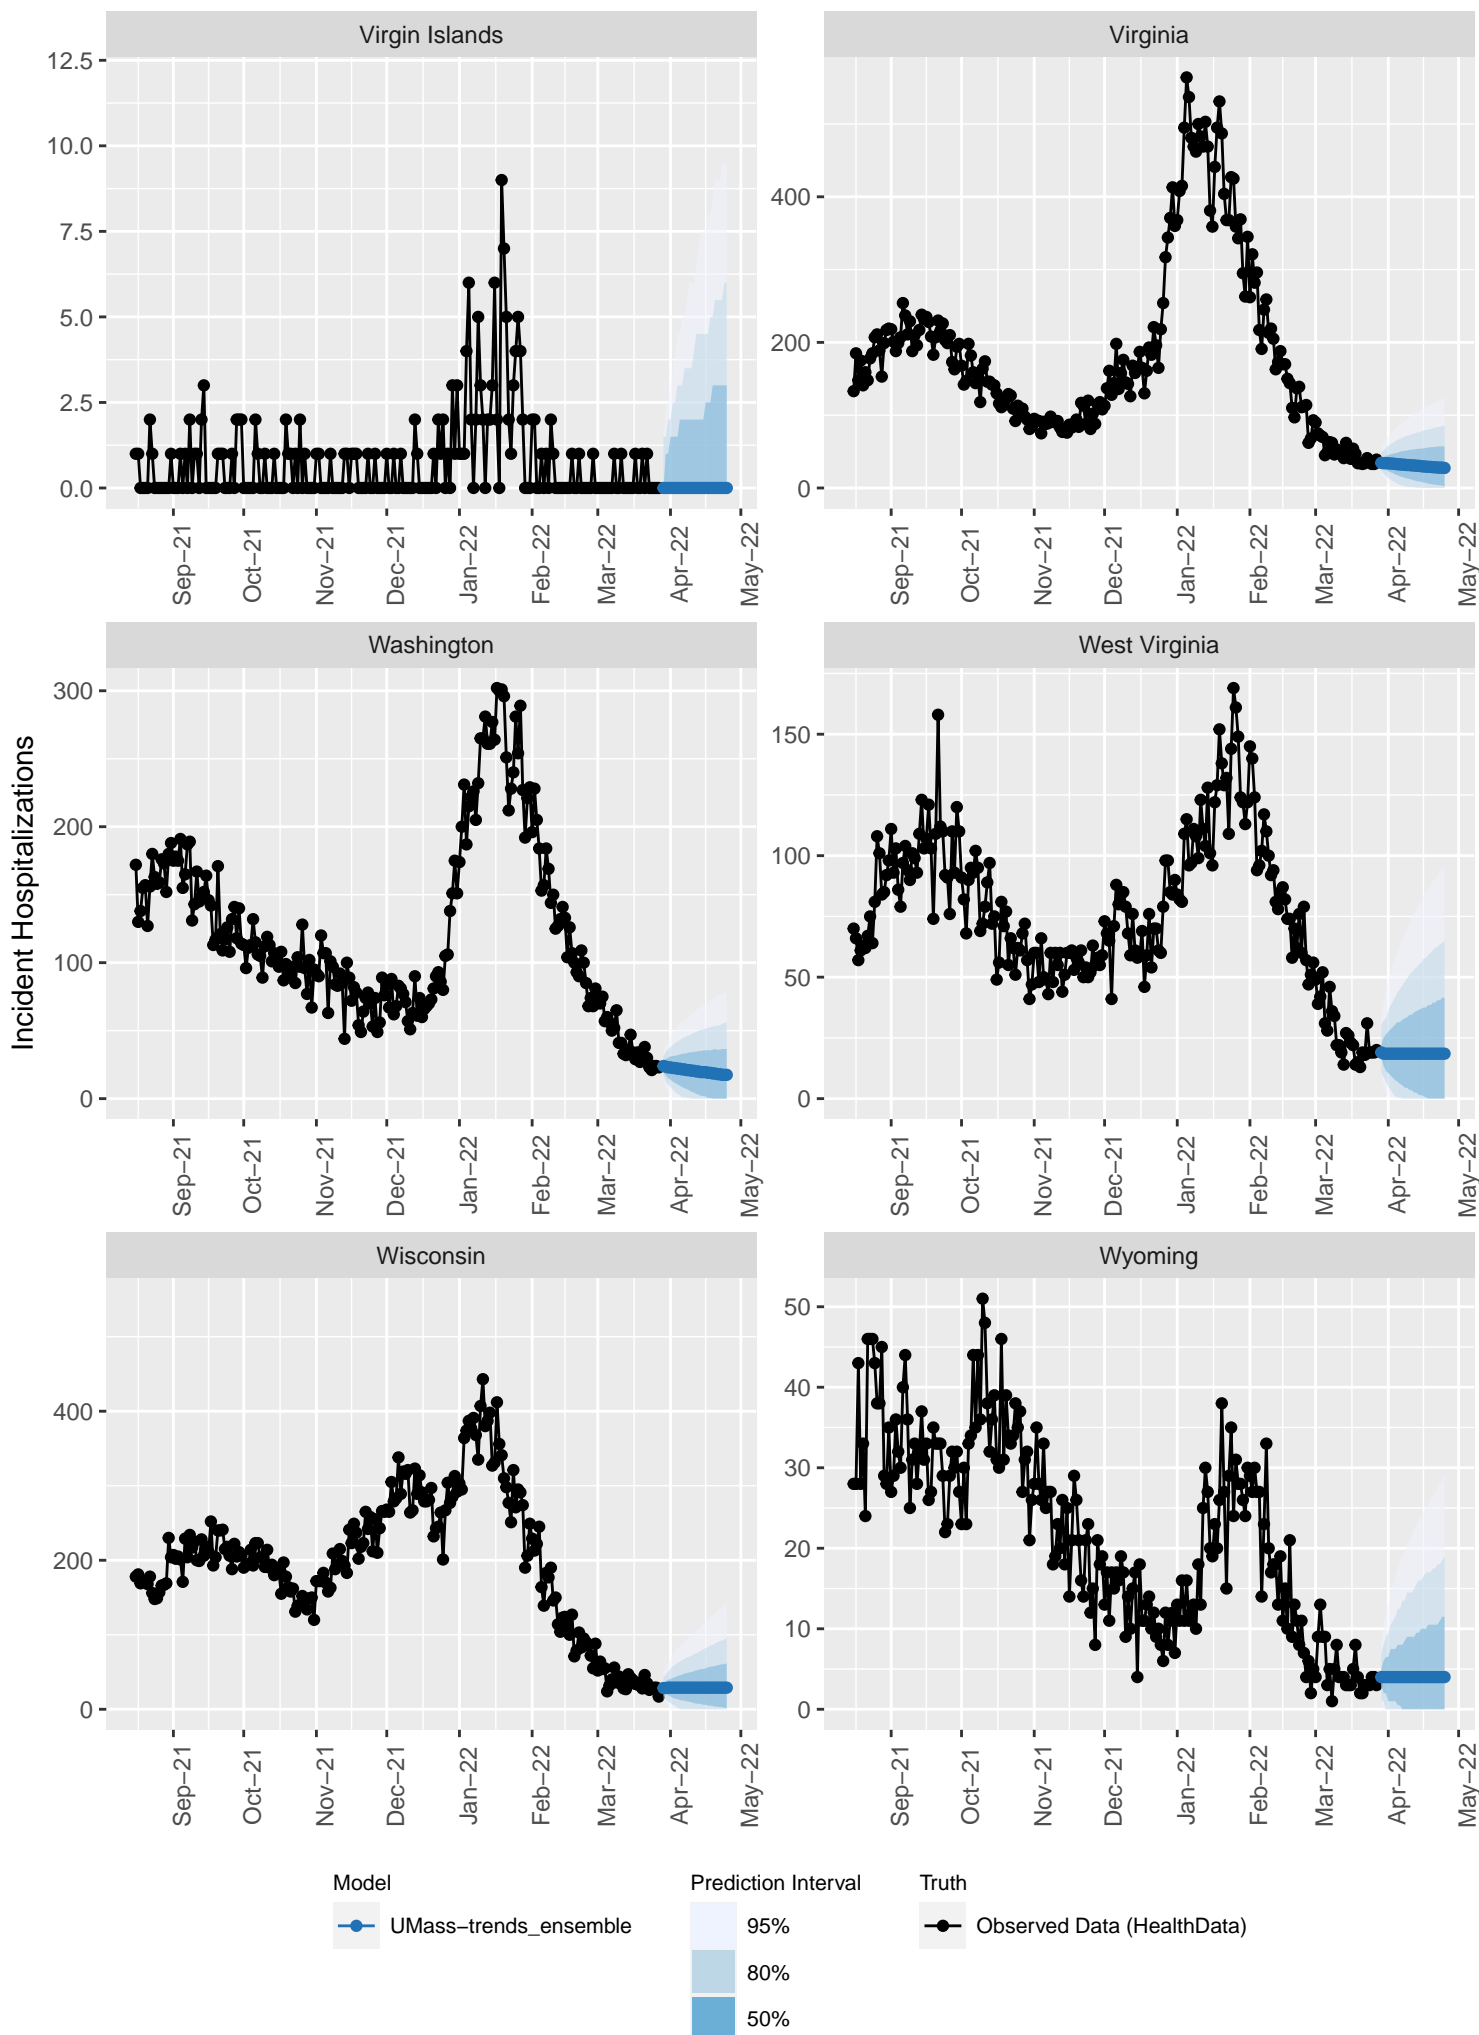 Virgin Islands
Virginia
12.5
10.0
7.5
5.0
2.5
0.0
400
200
0
Sep−21
Oct−21
Nov−21
Dec−21
Jan−22
Feb−22
Mar−22
Apr−22
May−22
Sep−21
Oct−21
Nov−21
Dec−21
Jan−22
Feb−22
Mar−22
Apr−22
May−22
Washington
West Virginia
Incident Hospitalizations
300
200
100
0
150
100
50
0
Sep−21
Oct−21
Nov−21
Dec−21
Jan−22
Feb−22
Mar−22
Apr−22
May−22
Sep−21
Oct−21
Nov−21
Dec−21
Jan−22
Feb−22
Mar−22
Apr−22
May−22
Wisconsin
Wyoming
400
200
0
50
40
30
20
10
0
Sep−21
Oct−21
Nov−21
Dec−21
Jan−22
Feb−22
Mar−22
Apr−22
May−22
Sep−21
Oct−21
Nov−21
Dec−21
Jan−22
Feb−22
Mar−22
Apr−22
May−22
Model
UMass−trends_ensemble
Prediction Interval
95%
80%
50%
Truth
Observed Data (HealthData)